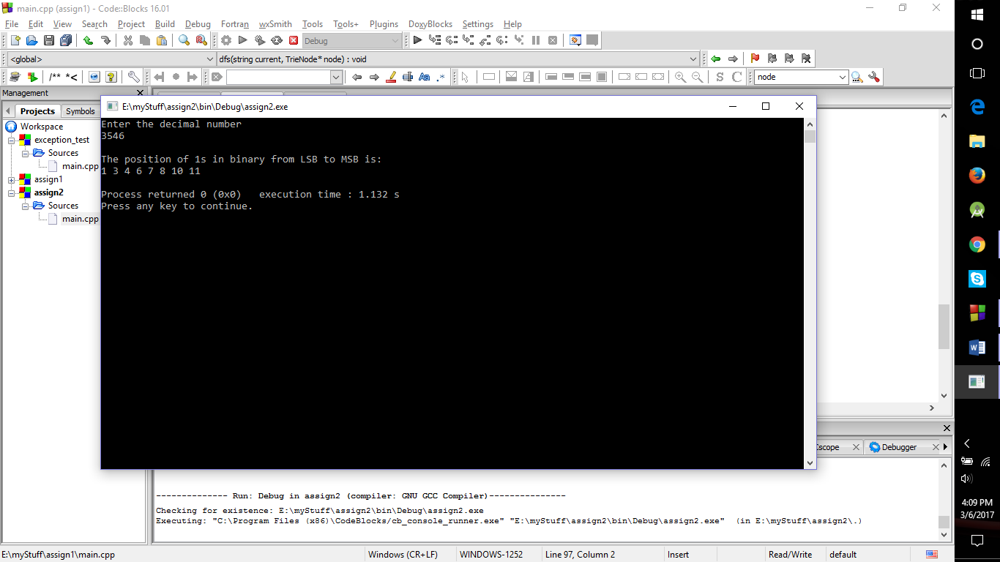 main.cpp (assign1) - Code::Blocks 16.01
File Edit View Search Project Build Debug Fortran wxSmith Tools Tools+ Plugins DoxyBlocks Settings Help
Debug
<global> dfs(string current, TrieNode* node) : void
/** *< Aa .* S C node
Management
Projects Symbols
Workspace
exception_test
Sources
main.cpp
assign1
assign2
Sources
main.cpp
E:\myStuff\assign2\bin\Debug\assign2.exe
Enter the decimal number
3546
The position of 1s in binary from LSB to MSB is:
1 3 4 6 7 8 10 11
Process returned 0 (0x0) execution time : 1.132 s
Press any key to continue.
Cscope Debugger
-------------- Run: Debug in assign2 (compiler: GNU GCC Compiler)---------------
Checking for existence: E:\myStuff\assign2\bin\Debug\assign2.exe
Executing: "C:\Program Files (x86)\CodeBlocks/cb_console_runner.exe" "E:\myStuff\assign2\bin\Debug\assign2.exe" (in E:\myStuff\assign2\.)
E:\myStuff\assign1\main.cpp Windows (CR+LF) WINDOWS-1252 Line 97, Column 2 Insert Read/Write default
4:09 PM
3/6/2017